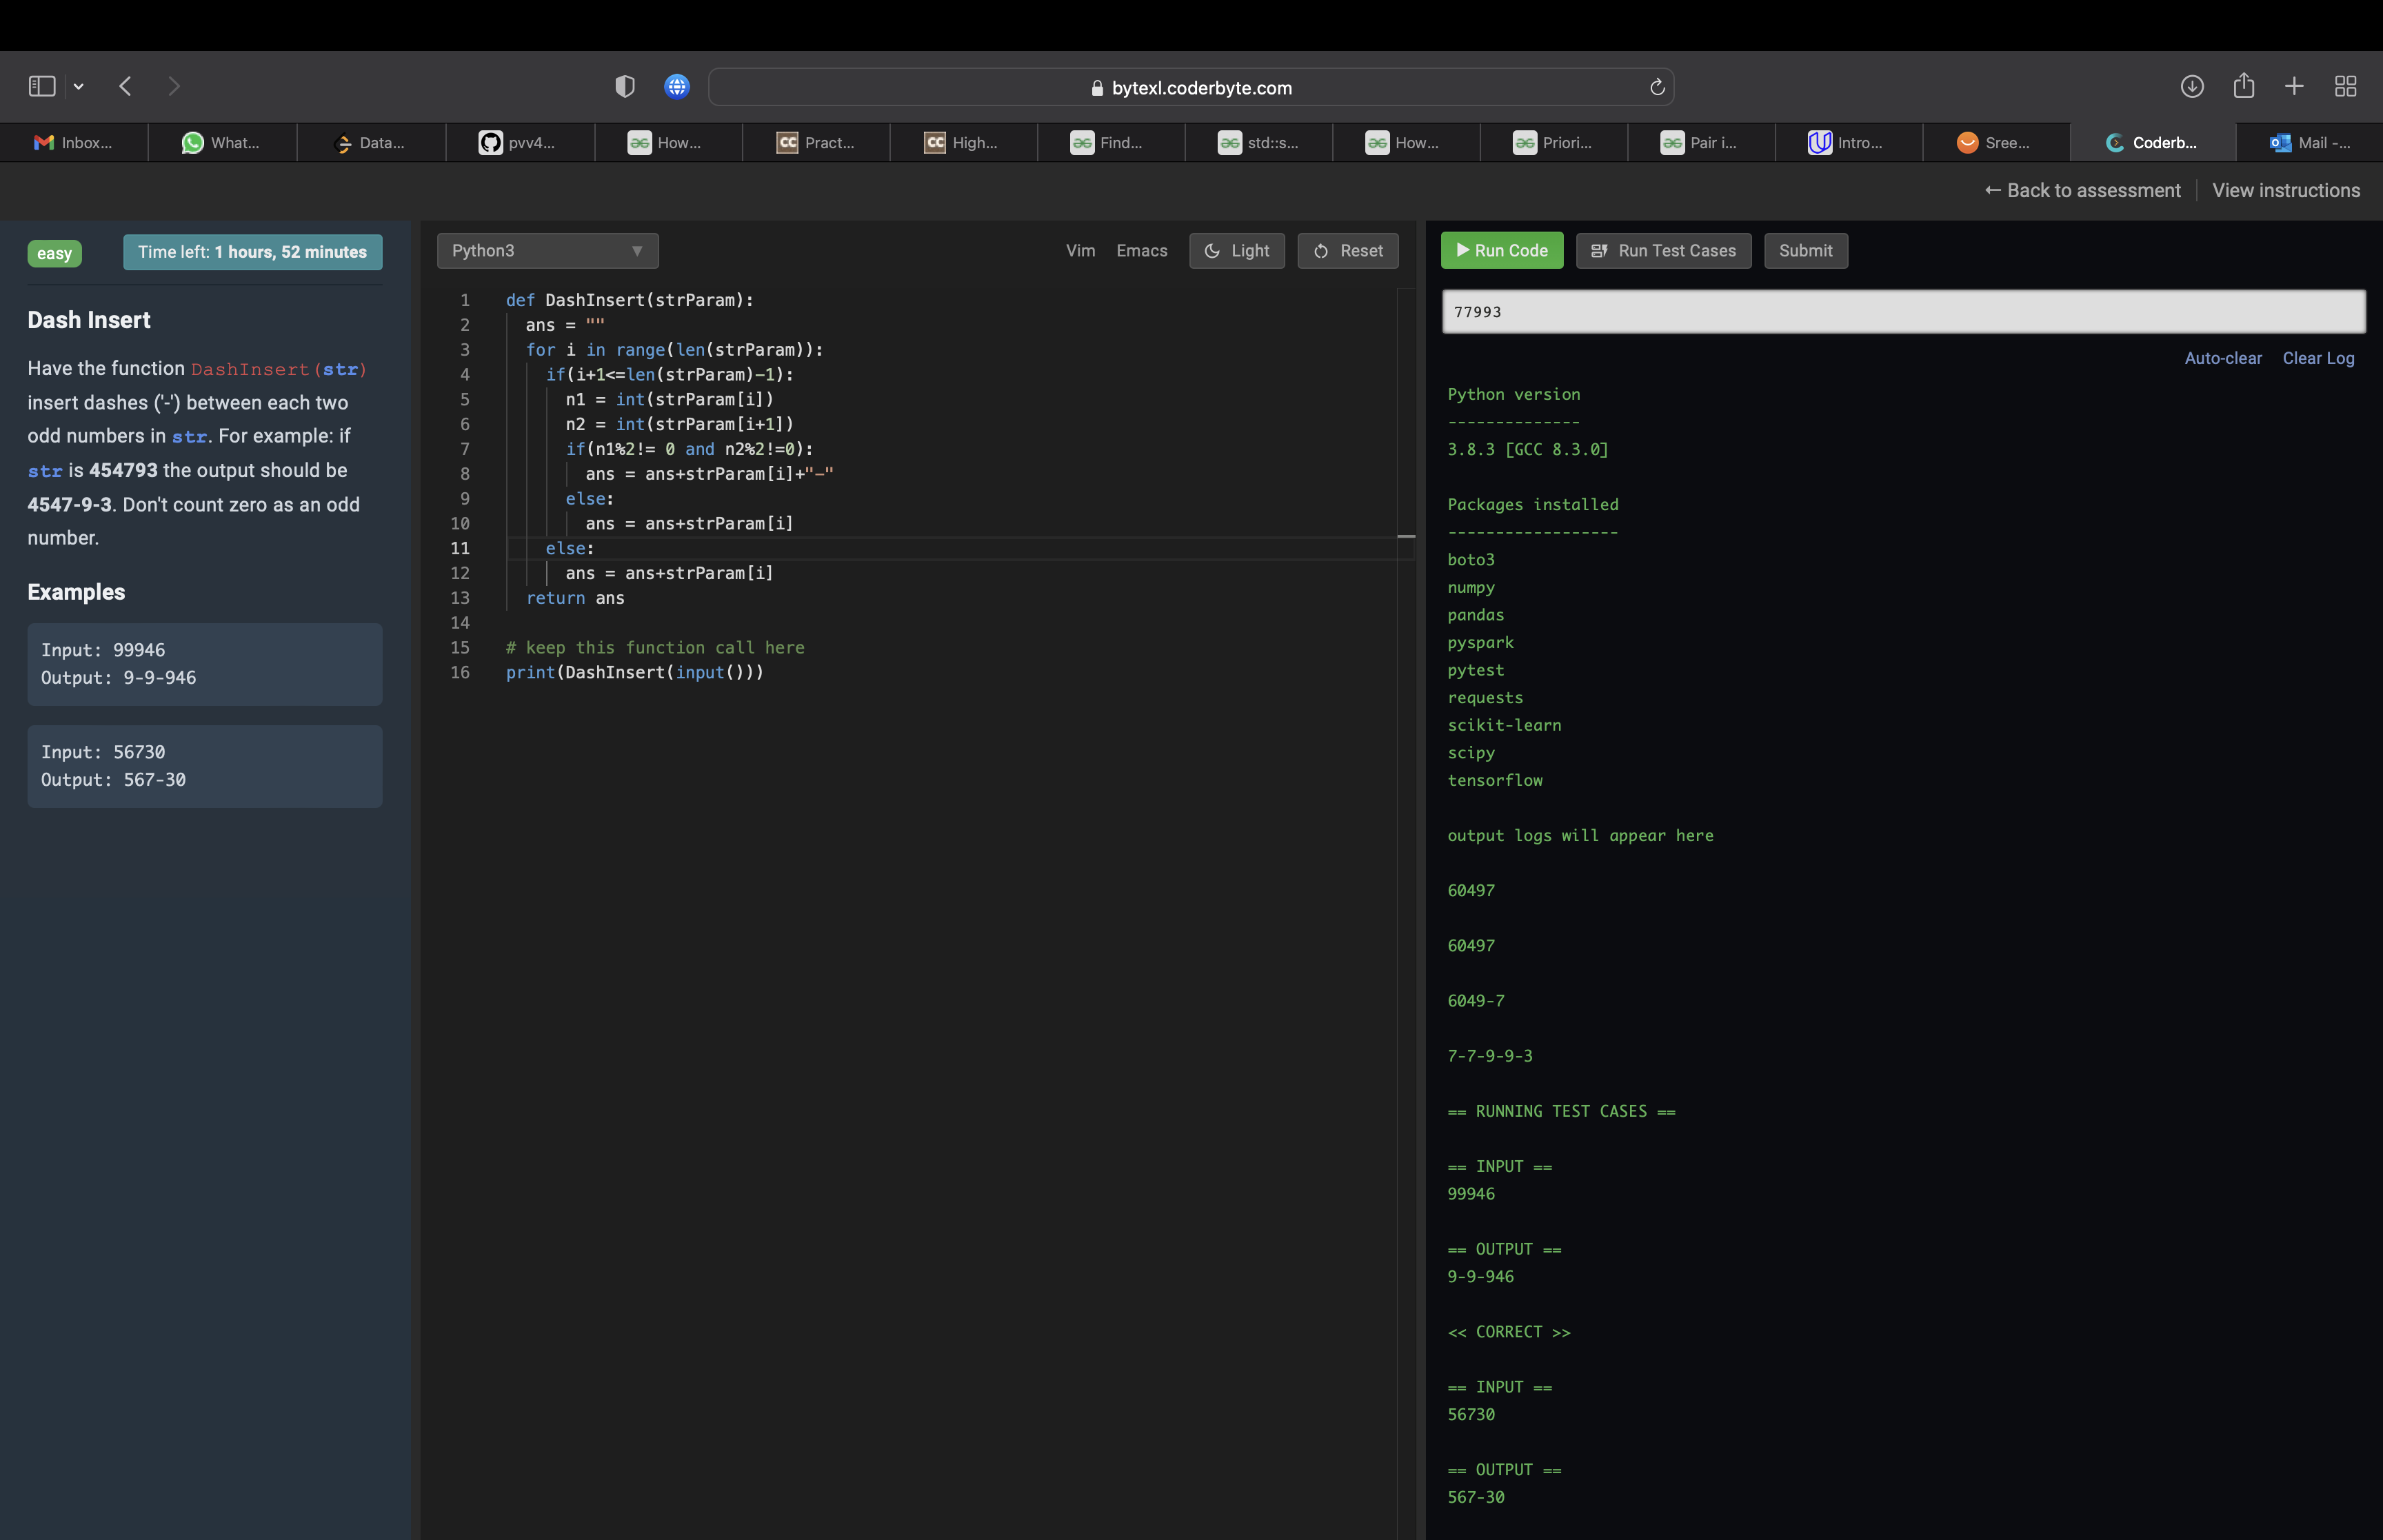 bytexl.coderbyte.com
Inbox...
What...
Data...
pvv4...
How...
CC Pract...
CC High...
Find...
std::s...
How...
Priori...
Pair i...
Intro...
Sree...
Coderb...
Mail -...
← Back to assessment
View instructions
easy
Time left: 1 hours, 52 minutes
Dash Insert
Have the function DashInsert(str)
insert dashes ('-') between each two
odd numbers in str. For example: if
str is 454793 the output should be
4547-9-3. Don't count zero as an odd
number.
Examples
Input: 99946
Output: 9-9-946
Input: 56730
Output: 567-30
Python3
Vim
Emacs
Light
Reset
1 def DashInsert(strParam):
2 ans = ""
3 for i in range(len(strParam)):
4 if(i+1<=len(strParam)-1):
5 n1 = int(strParam[i])
6 n2 = int(strParam[i+1])
7 if(n1%2!= 0 and n2%2!=0):
8 ans = ans+strParam[i]+"-"
9 else:
10 ans = ans+strParam[i]
11 else:
12 ans = ans+strParam[i]
13 return ans
14
15 # keep this function call here
16 print(DashInsert(input()))
Run Code
Run Test Cases
Submit
77993
Auto-clear
Clear Log
Python version
--------------
3.8.3 [GCC 8.3.0]
Packages installed
------------------
boto3
numpy
pandas
pyspark
pytest
requests
scikit-learn
scipy
tensorflow
output logs will appear here
60497
60497
6049-7
7-7-9-9-3
== RUNNING TEST CASES ==
== INPUT ==
99946
== OUTPUT ==
9-9-946
<< CORRECT >>
== INPUT ==
56730
== OUTPUT ==
567-30